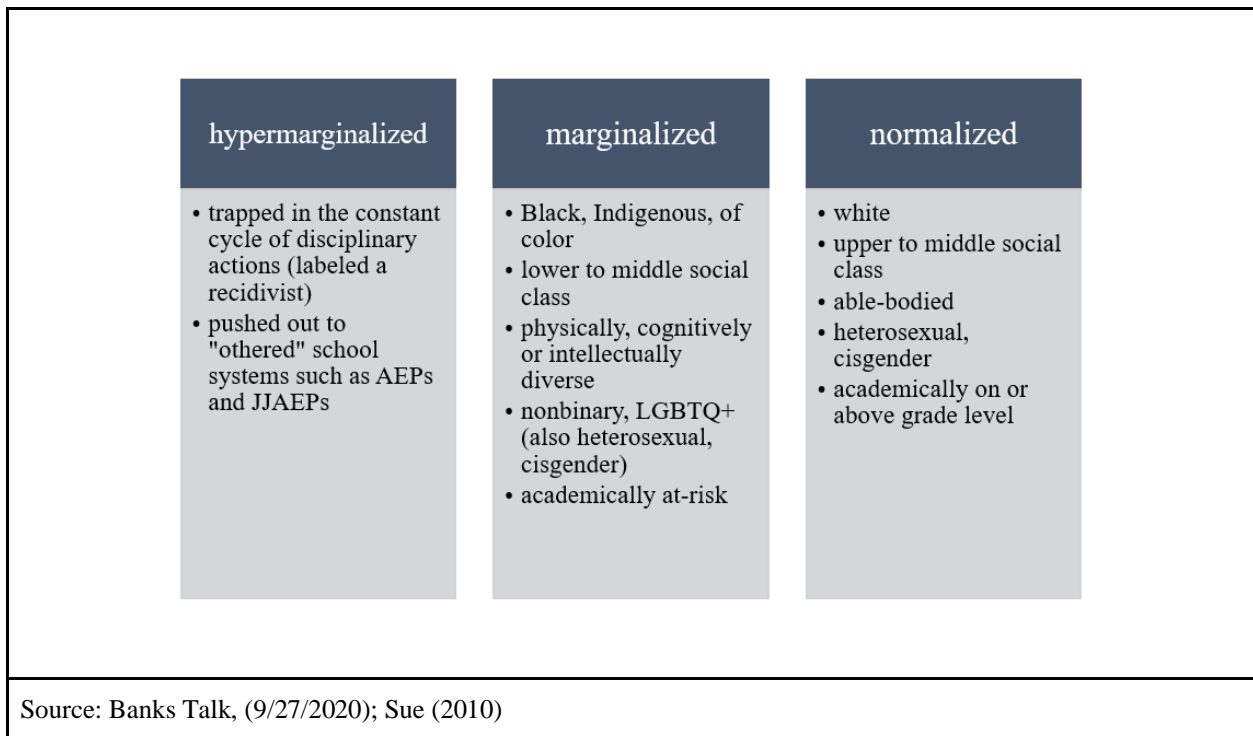 hypermarginalized
• trapped in the constant
cycle of disciplinary
actions (labeled a
recidivist)
• pushed out to
"othered" school
systems such as AEPs
and JJAEPs
marginalized
• Black, Indigenous, of
color
• lower to middle social
class
• physically, cognitively
or intellectually
diverse
• nonbinary, LGBTQ+
(also heterosexual,
cisgender)
• academically at-risk
normalized
• white
• upper to middle social
class
• able-bodied
• heterosexual,
cisgender
• academically on or
above grade level
Source: Banks Talk, (9/27/2020); Sue (2010)